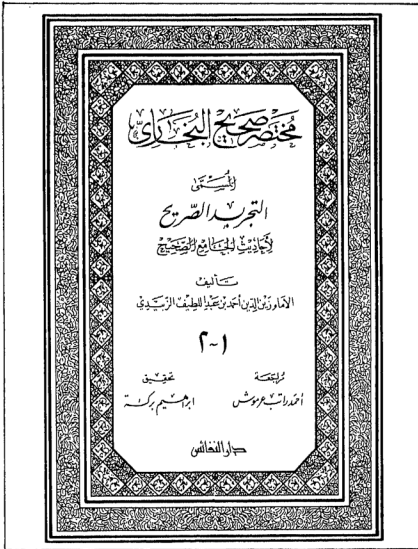 مختصر صحيح البخاري
المسمى
التجريد الصريح
لأحاديث الجامع الصحيح
تأليف
الإمام زين الدين أحمد بن عبد اللطيف الزبيدي
١-٢
مراجعة
أحمد راتب عرموش
تحقيق
ابراهيم بركة
دار النفائس